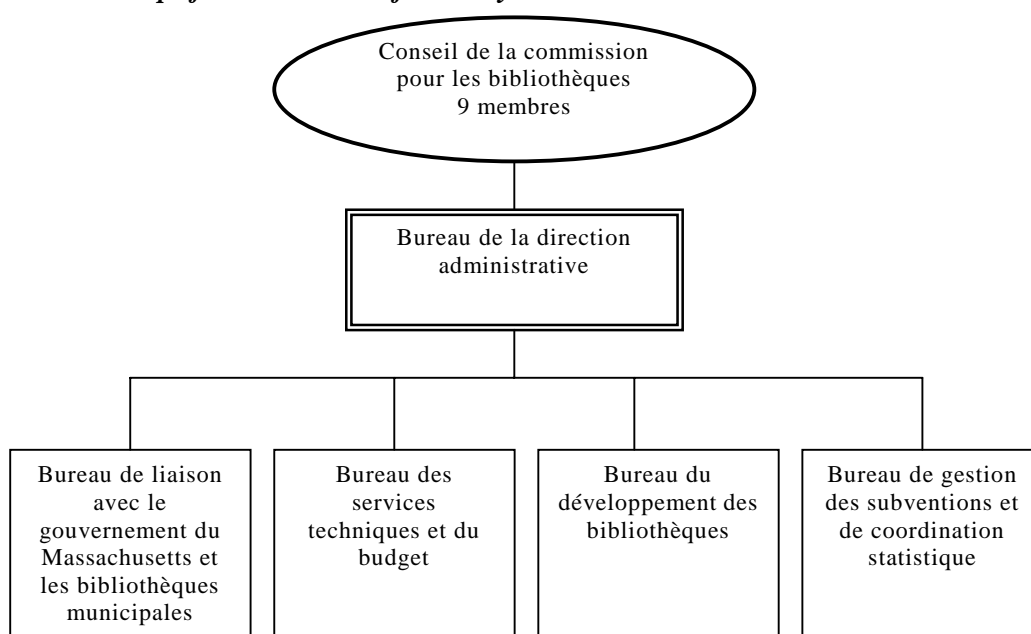 Conseil de la commission
pour les bibliothèques
9 membres
Bureau de la direction
administrative
Bureau de liaison
avec le
gouvernement du
Massachusetts et
les bibliothèques
municipales
Bureau des
services
techniques et du
budget
Bureau du
développement des
bibliothèques
Bureau de gestion
des subventions et
de coordination
statistique